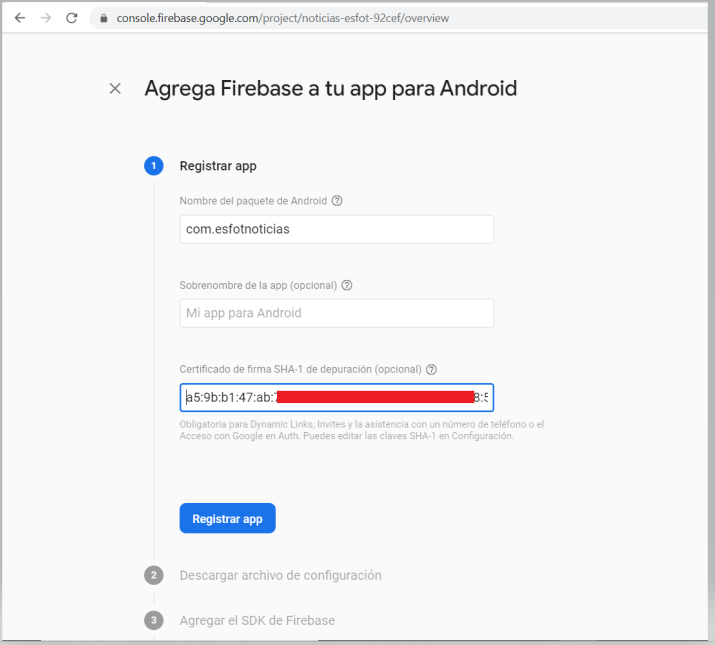 console.firebase.google.com/project/noticias-esfot-92cef/overview
Agrega Firebase a tu app para Android
1 Registrar app
Nombre del paquete de Android
com.esfotnoticias
Sobrenombre de la app (opcional)
Mi app para Android
Certificado de firma SHA-1 de depuración (opcional)
a5:9b:b1:47:ab:
Obligatoria para Dynamic Links, Invites y la asistencia con un número de teléfono o el
Acceso con Google en Auth. Puedes editar las claves SHA-1 en Configuración.
Registrar app
2 Descargar archivo de configuración
3 Agregar el SDK de Firebase